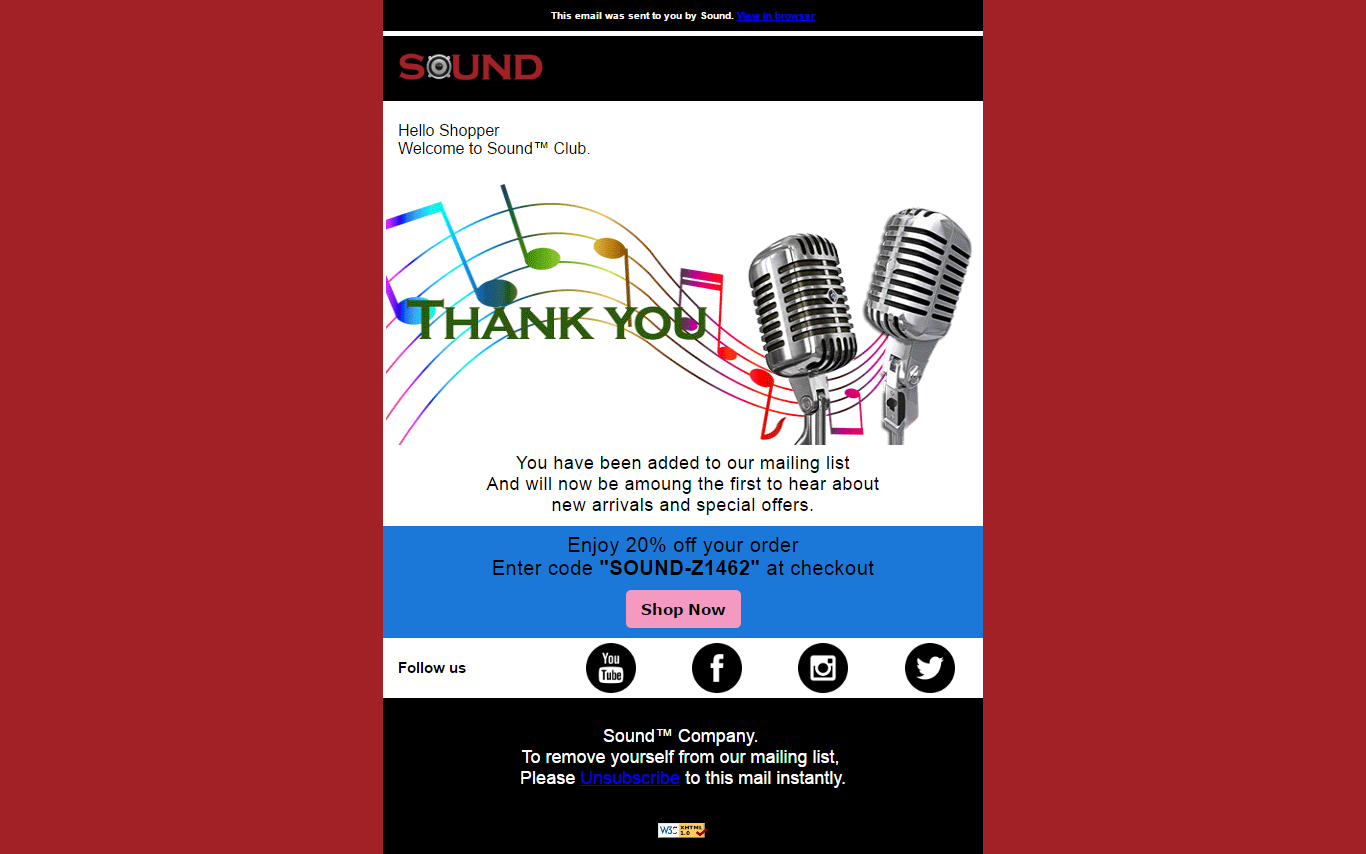 This email was sent to you by Sound. View in browser
SOUND
Hello Shopper
Welcome to Sound™ Club.
THANK YOU
You have been added to our mailing list
And will now be amoung the first to hear about
new arrivals and special offers.
Enjoy 20% off your order
Enter code "SOUND-Z1462" at checkout
Shop Now
Follow us
You
Tube
Sound™ Company.
To remove yourself from our mailing list,
Please Unsubscribe to this mail instantly.
W3C XHTML
1.0